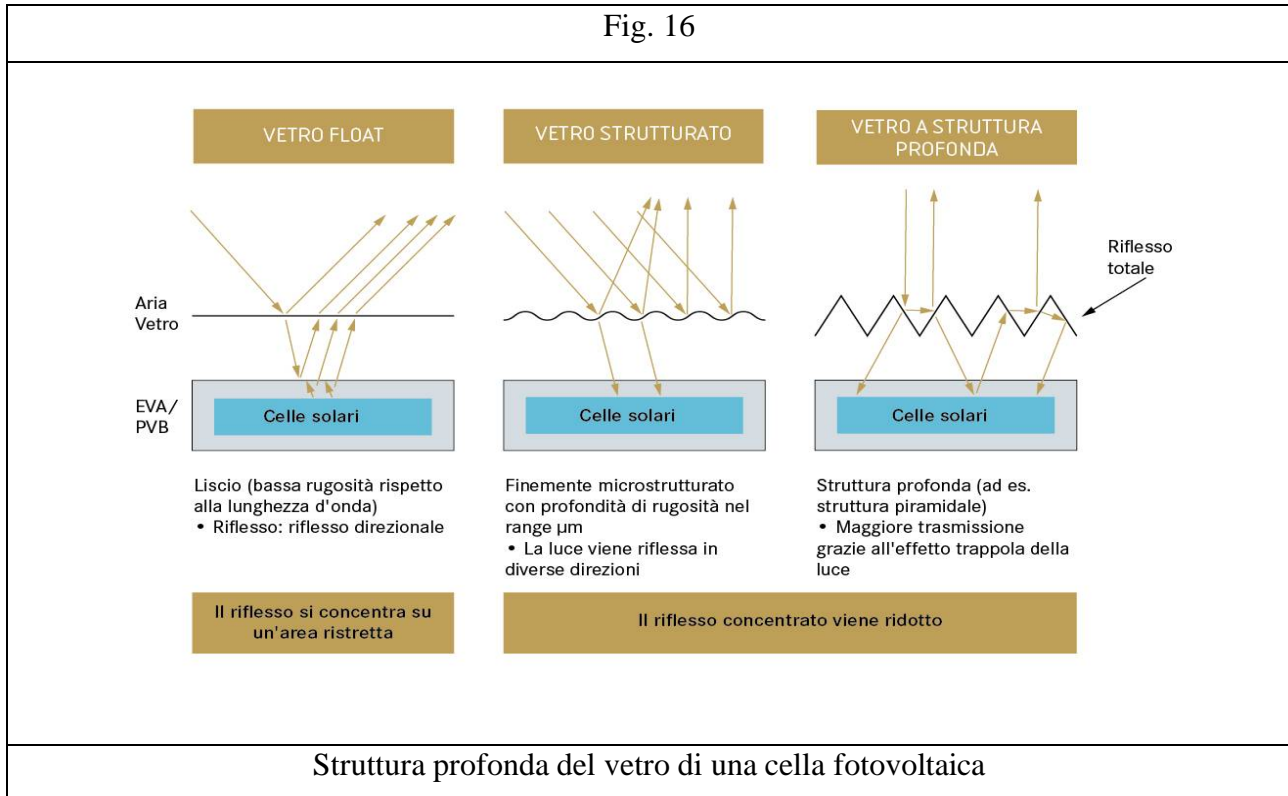 Fig. 16
VETRO FLOAT
VETRO STRUTTURATO
VETRO A STRUTTURA
PROFONDA
Riflesso
totale
Aria
Vetro
EVA/
PVB
Celle solari
Celle solari
Celle solari
Liscio (bassa rugosità rispetto
alla lunghezza d'onda)
• Riflesso: riflesso direzionale
Finemente microstrutturato
con profondità di rugosità nel
range µm
• La luce viene riflessa in
diverse direzioni
Struttura profonda (ad es.
struttura piramidale)
• Maggiore trasmissione
grazie all'effetto trappola della
luce
Il riflesso si concentra su
un'area ristretta
Il riflesso concentrato viene ridotto
Struttura profonda del vetro di una cella fotovoltaica